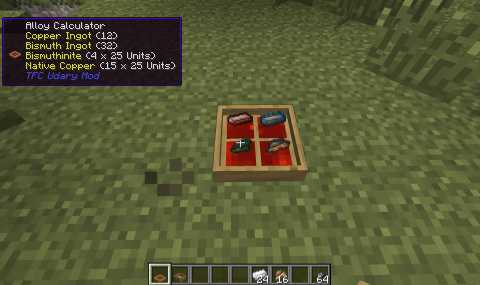 Alloy Calculator
Copper Ingot (12)
Bismuth Ingot (32)
Bismuthinite (4 x 25 Units)
Native Copper (15 x 25 Units)
TFC Udary Mod
24 16 64